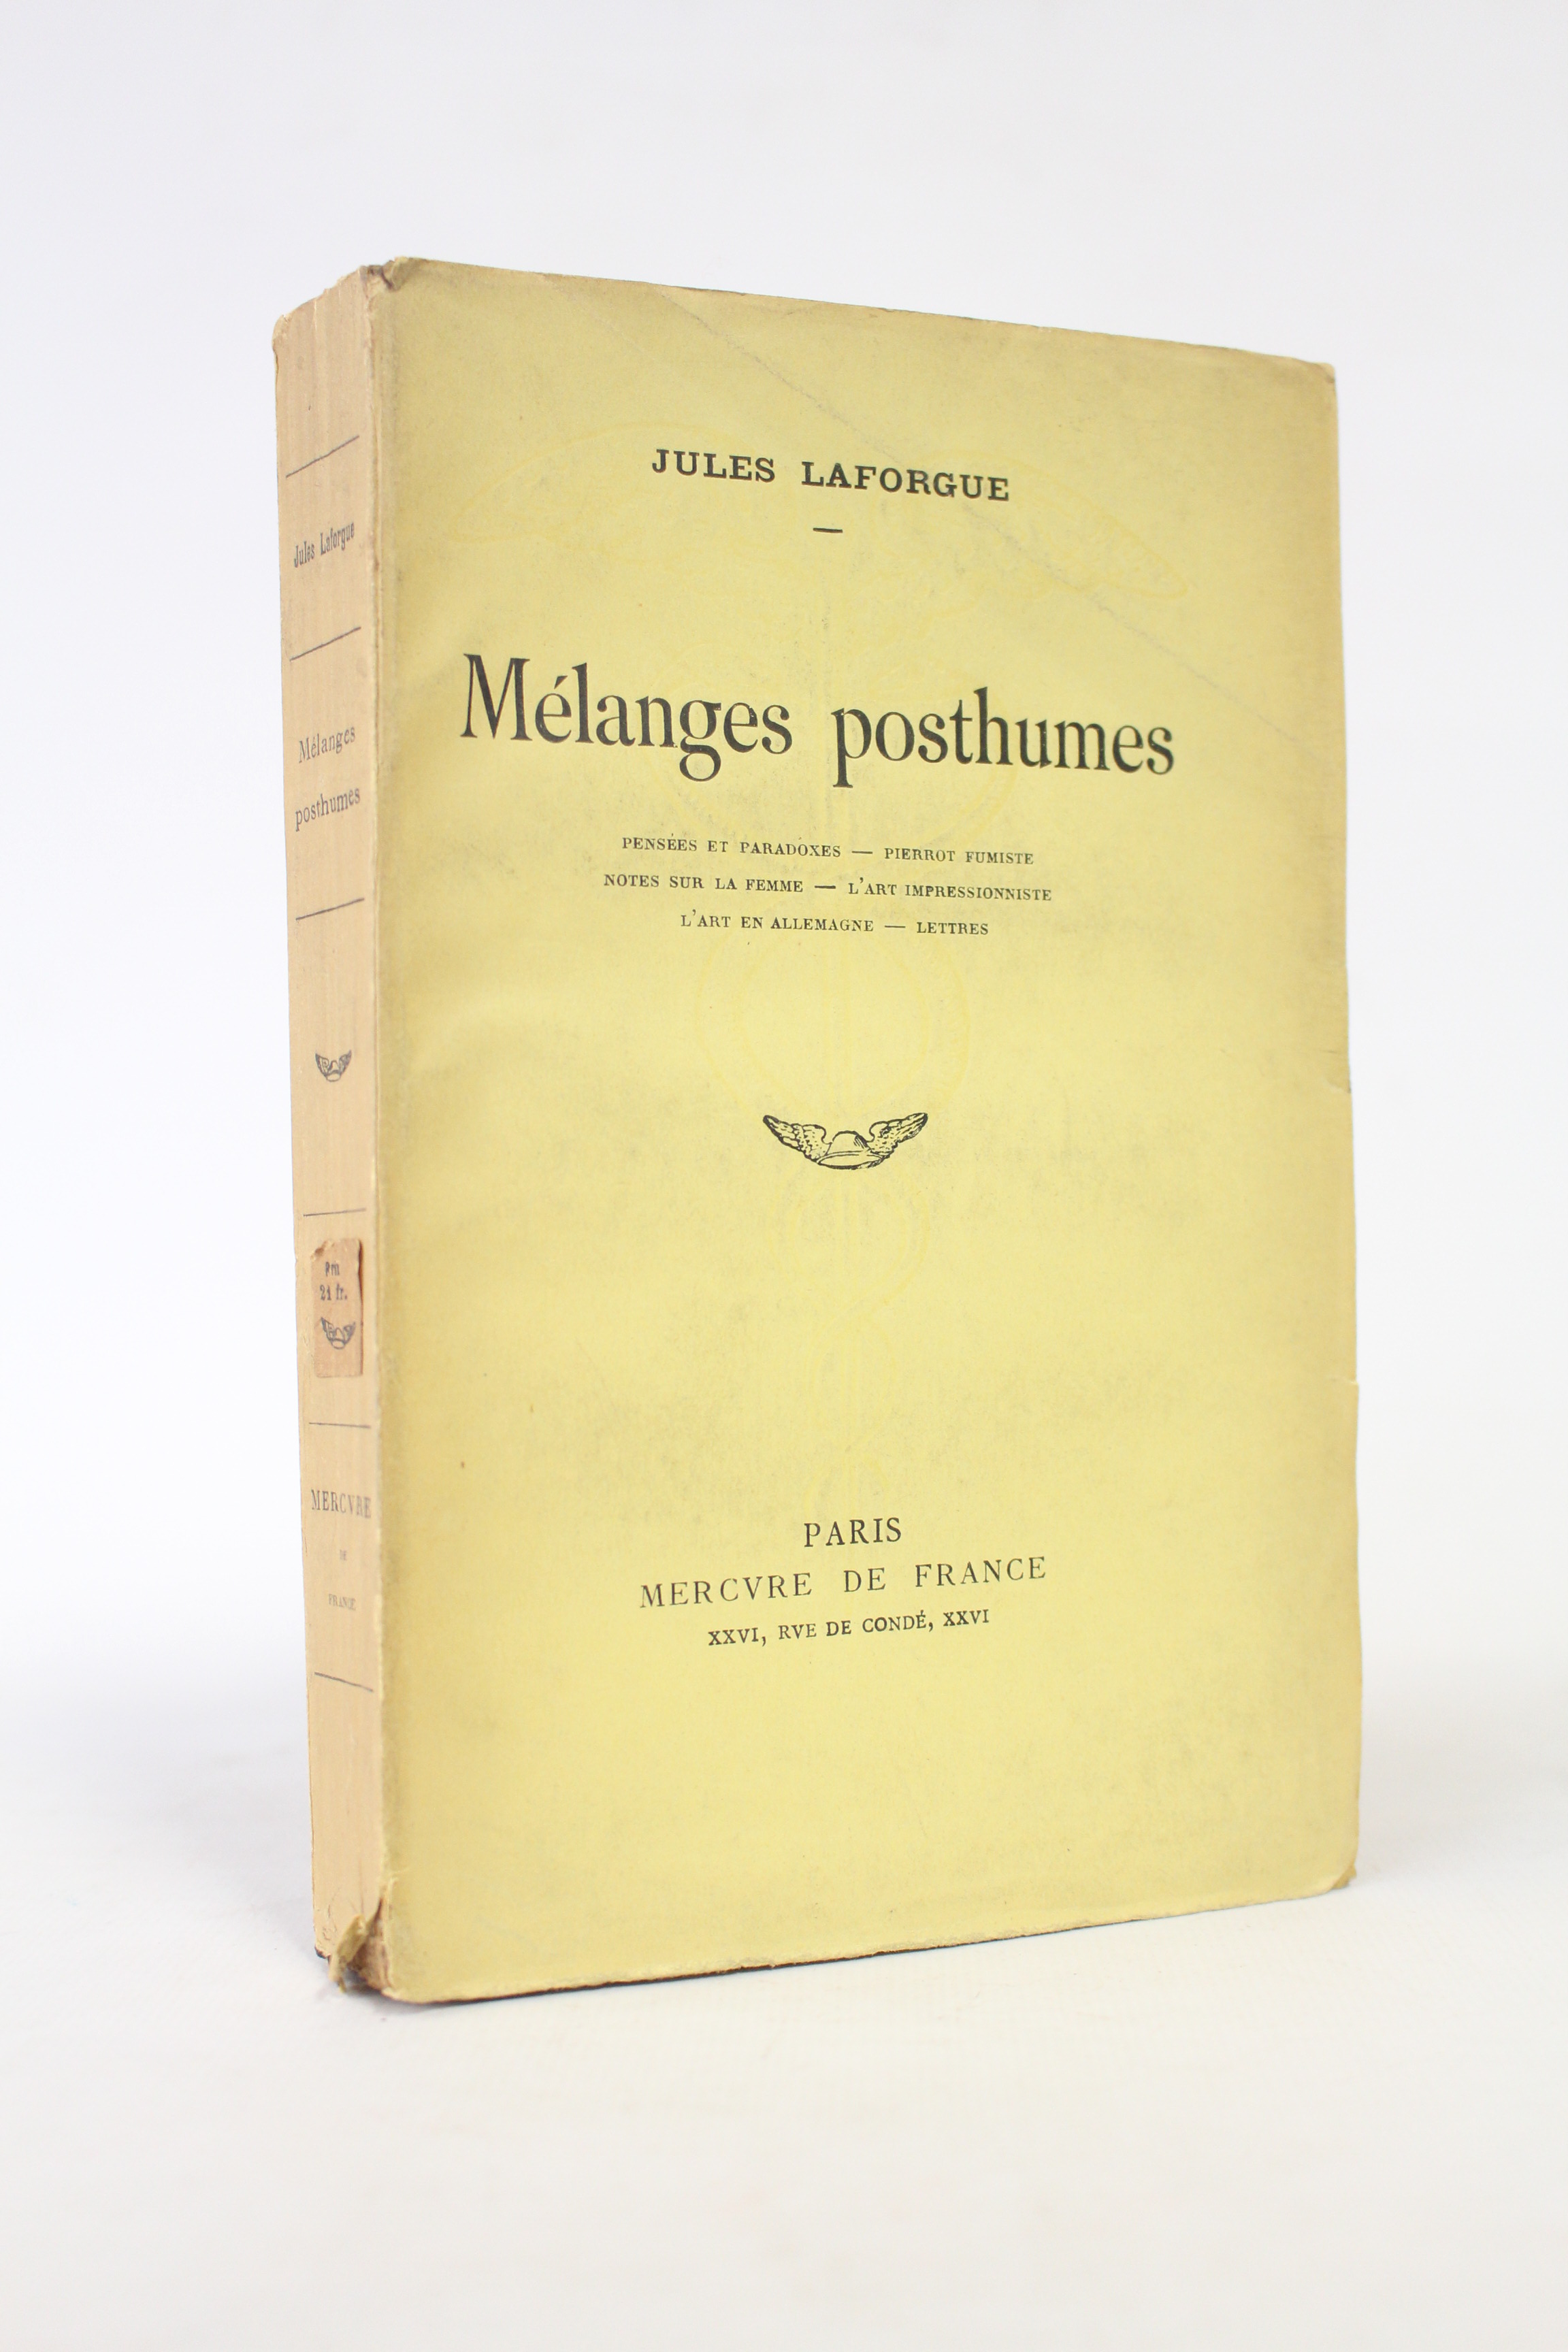 Jules Laforgue
Mélanges
posthumes
21 fr.
MERCVRE
DE
FRANCE
JULES LAFORGUE
Mélanges posthumes
PENSÉES ET PARADOXES — PIERROT FUMISTE
NOTES SUR LA FEMME — L'ART IMPRESSIONNISTE
L'ART EN ALLEMAGNE — LETTRES
PARIS
MERCVRE DE FRANCE
XXVI, RVE DE CONDÉ, XXVI